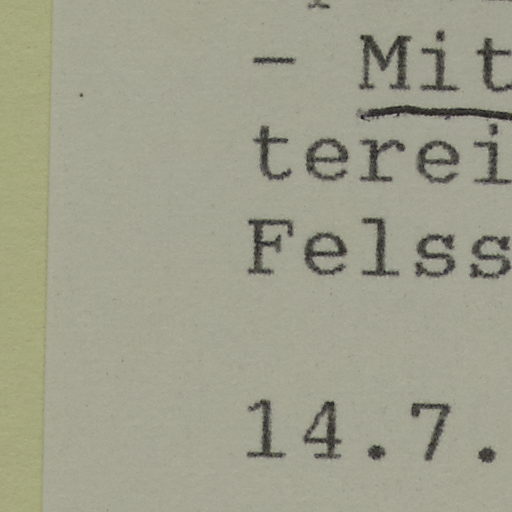 - Mit
terei
Felss
14.7.